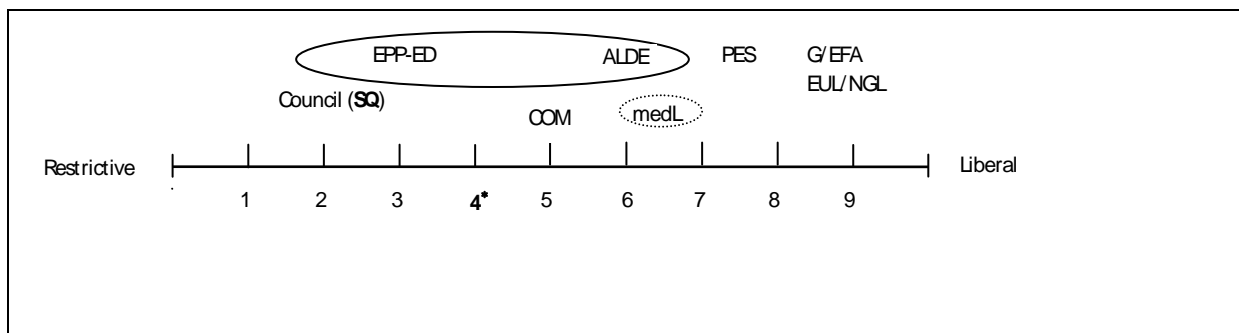 EPP-ED ALDE PES G/EFA
EUL/NGL
Council (SQ)
COM medL
Restrictive Liberal
1 2 3 4* 5 6 7 8 9